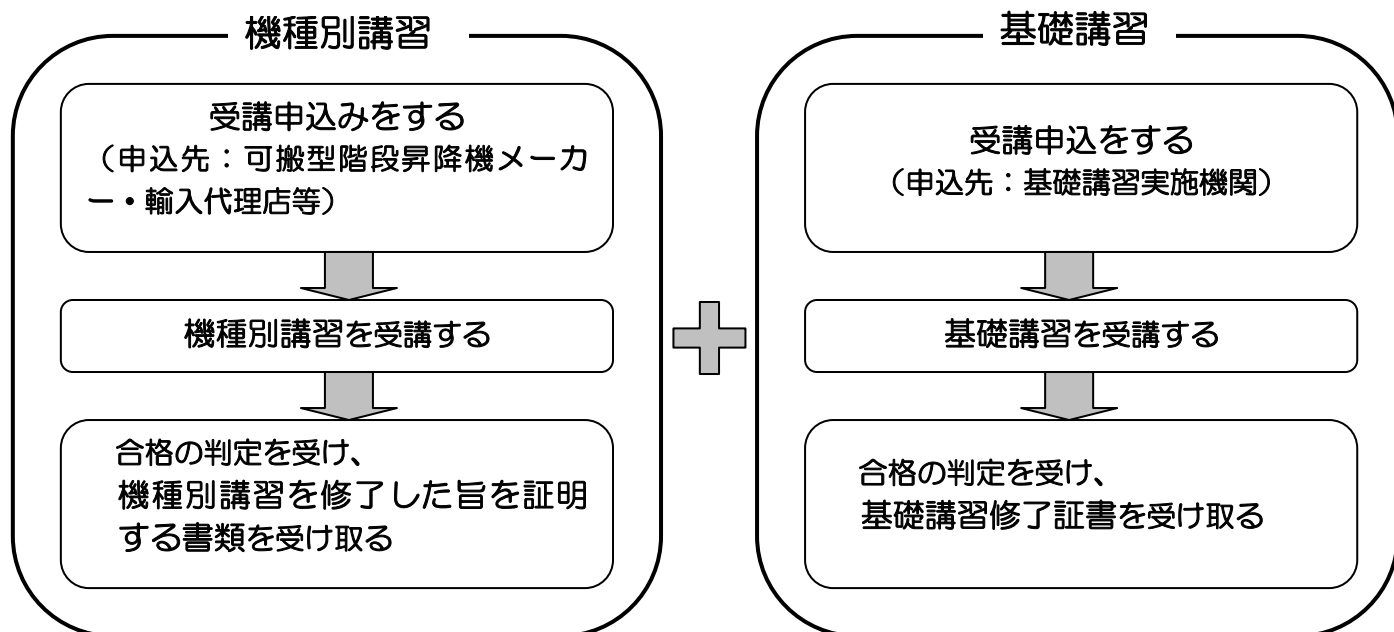 機種別講習
受講申込みをする
（申込先：可搬型階段昇降機メーカ
ー・輸入代理店等）
機種別講習を受講する
合格の判定を受け、
機種別講習を修了した旨を証明
する書類を受け取る
基礎講習
受講申込をする
（申込先：基礎講習実施機関）
基礎講習を受講する
合格の判定を受け、
基礎講習修了証書を受け取る